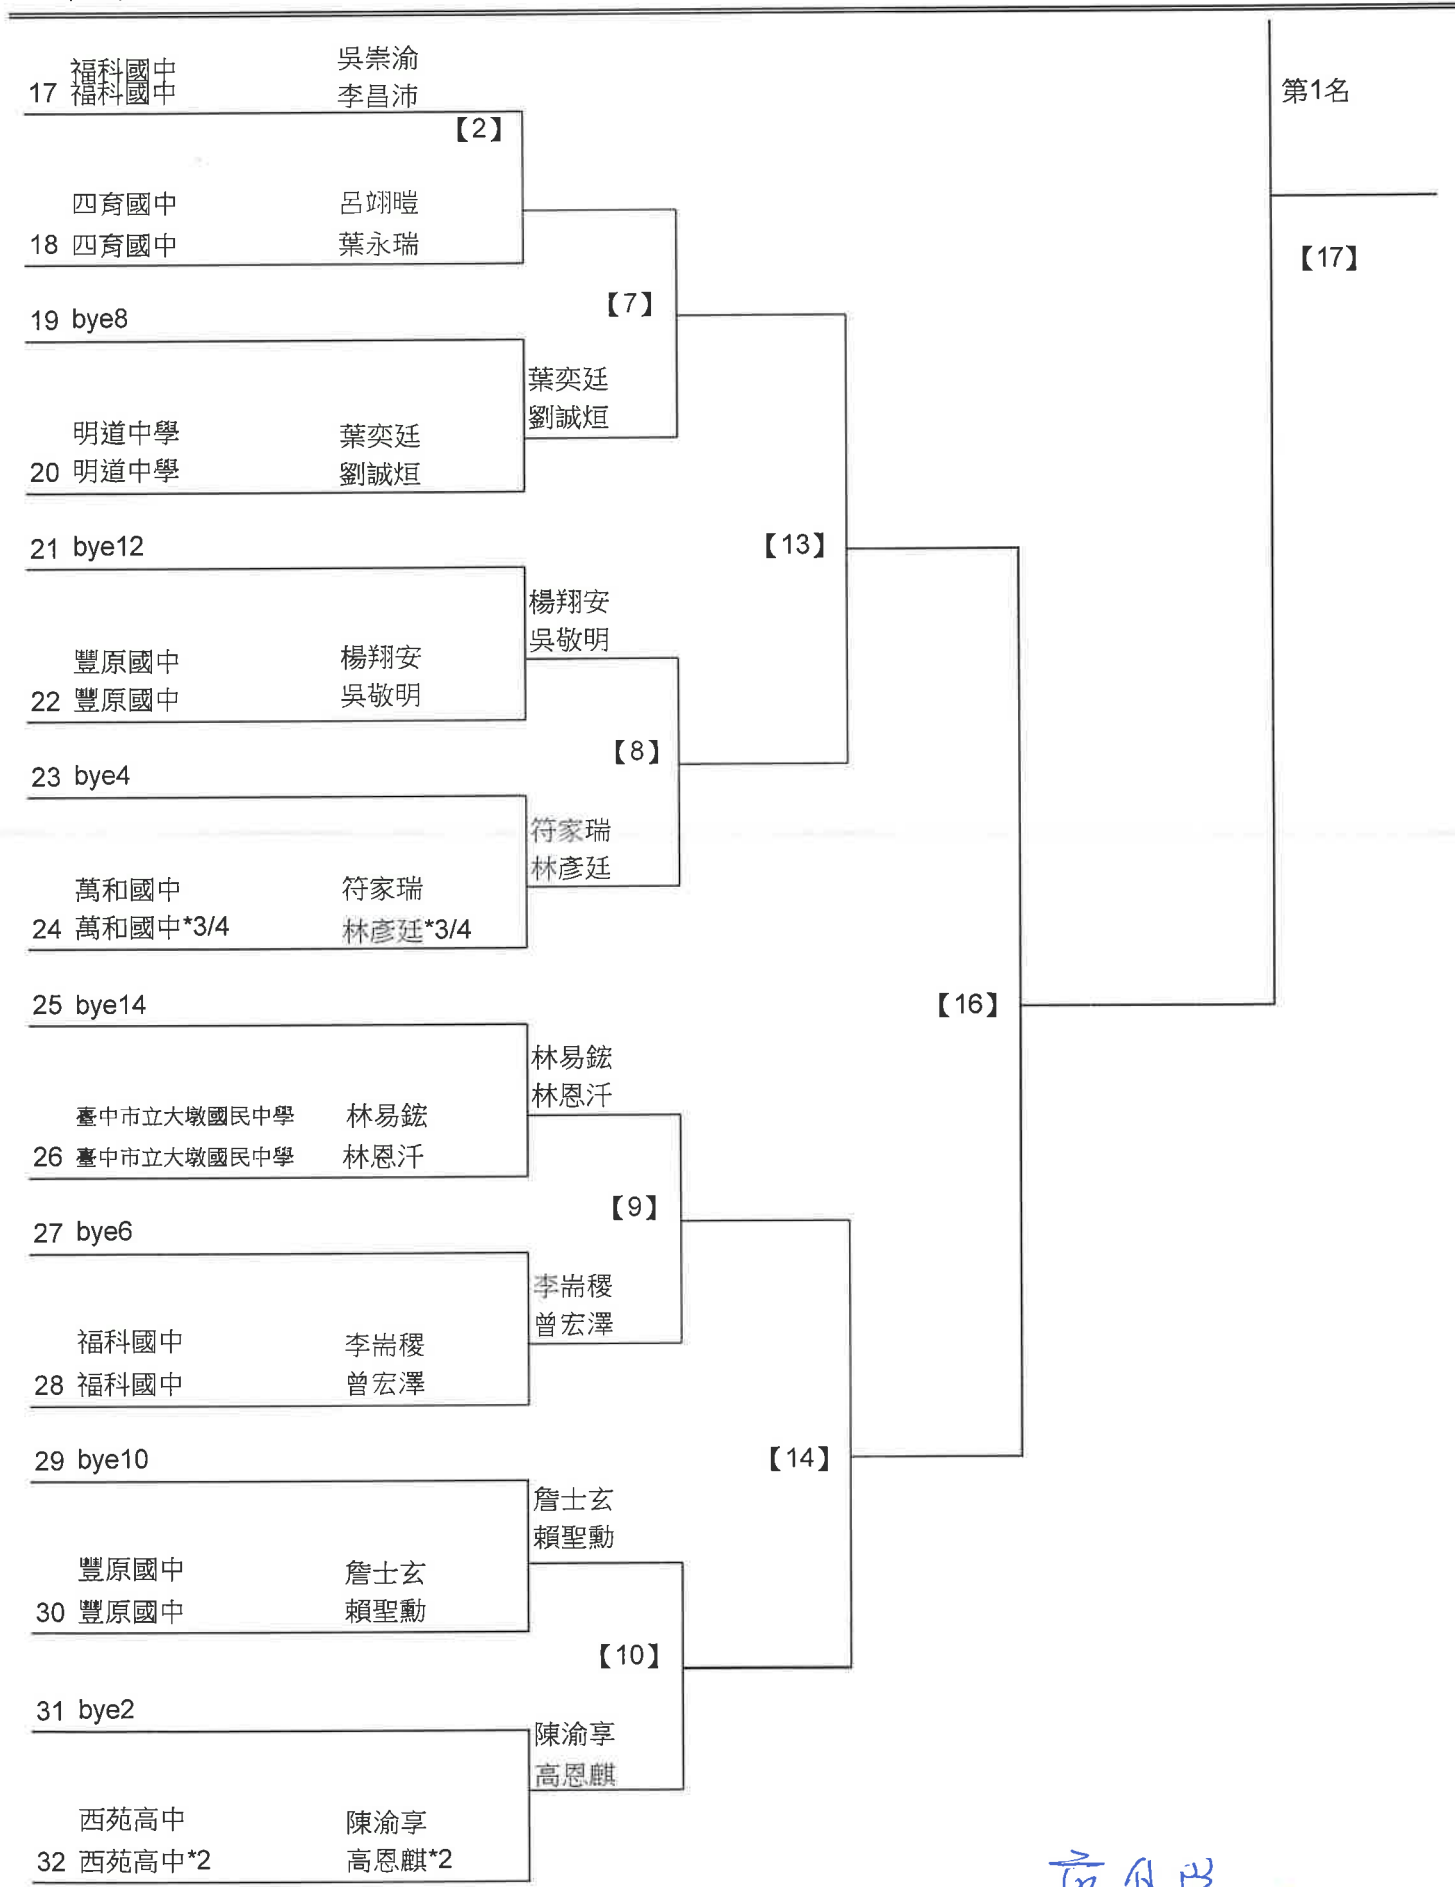 福科國中 吳崇渝
17 福科國中 李昌沛
第1名
【2】
四育國中 呂翊暟
18 四育國中 葉永瑞
【17】
19 bye8
【7】
葉奕廷
劉誠烜
明道中學 葉奕廷
20 明道中學 劉誠烜
21 bye12
【13】
楊翔安
吳敬明
豐原國中 楊翔安
22 豐原國中 吳敬明
【8】
23 bye4
符家瑞
林彥廷
萬和國中 符家瑞
24 萬和國中*3/4 林彥廷*3/4
25 bye14
【16】
林易鋐
林恩汘
臺中市立大墩國民中學 林易鋐
26 臺中市立大墩國民中學 林恩汘
【9】
27 bye6
李耑稷
曾宏澤
福科國中 李耑稷
28 福科國中 曾宏澤
29 bye10
【14】
詹士玄
賴聖勳
豐原國中 詹士玄
30 豐原國中 賴聖勳
【10】
31 bye2
陳渝享
高恩麒
西苑高中 陳渝享
32 西苑高中*2 高恩麒*2